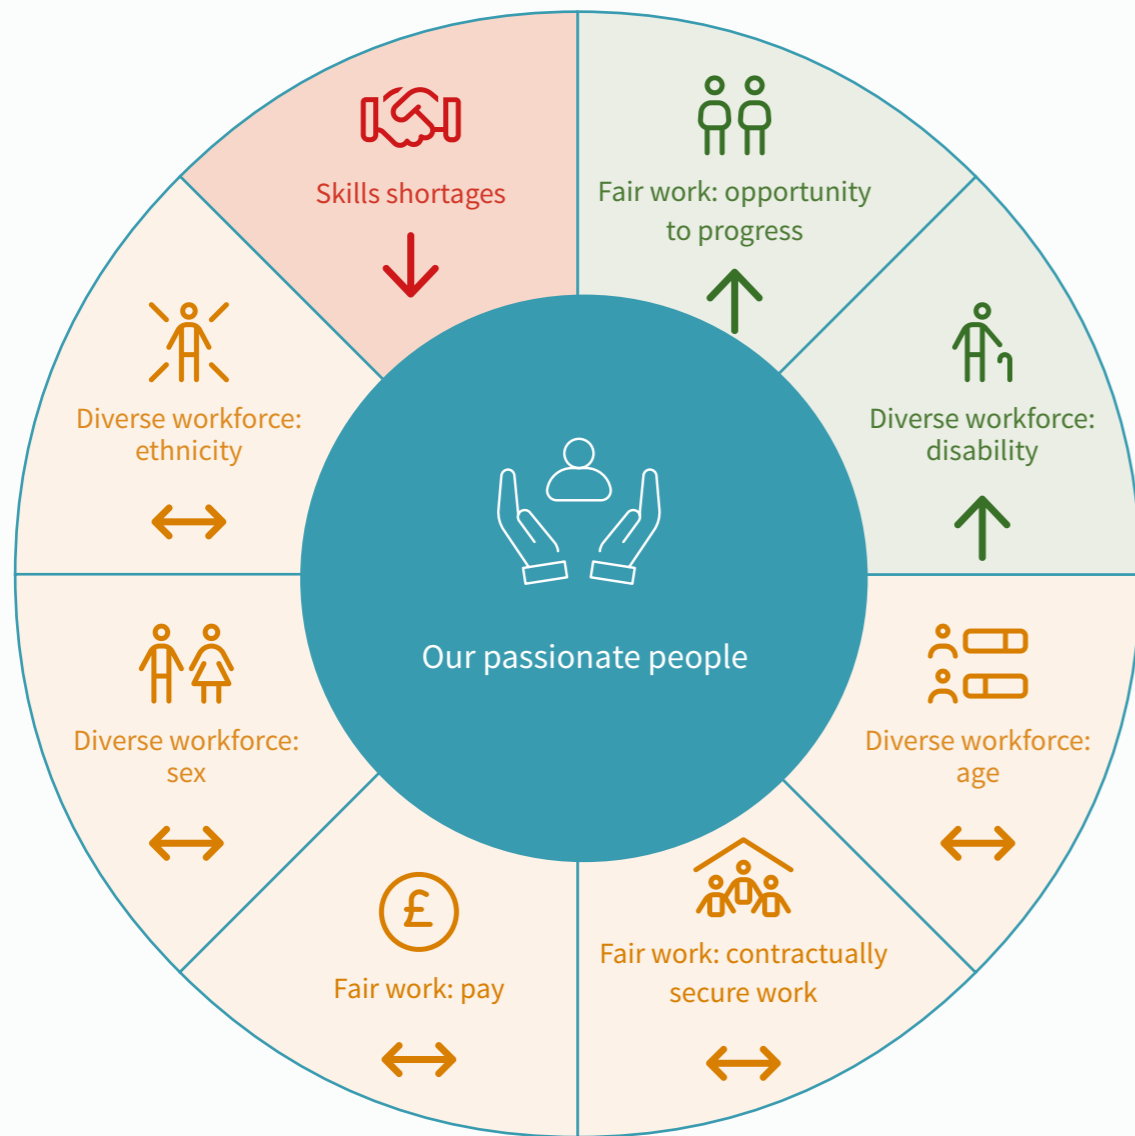 Skills shortages
Fair work: opportunity
to progress
Diverse workforce:
disability
Diverse workforce:
age
Fair work: contractually
secure work
Fair work: pay
£
Diverse workforce:
sex
Diverse workforce:
ethnicity
Our passionate people